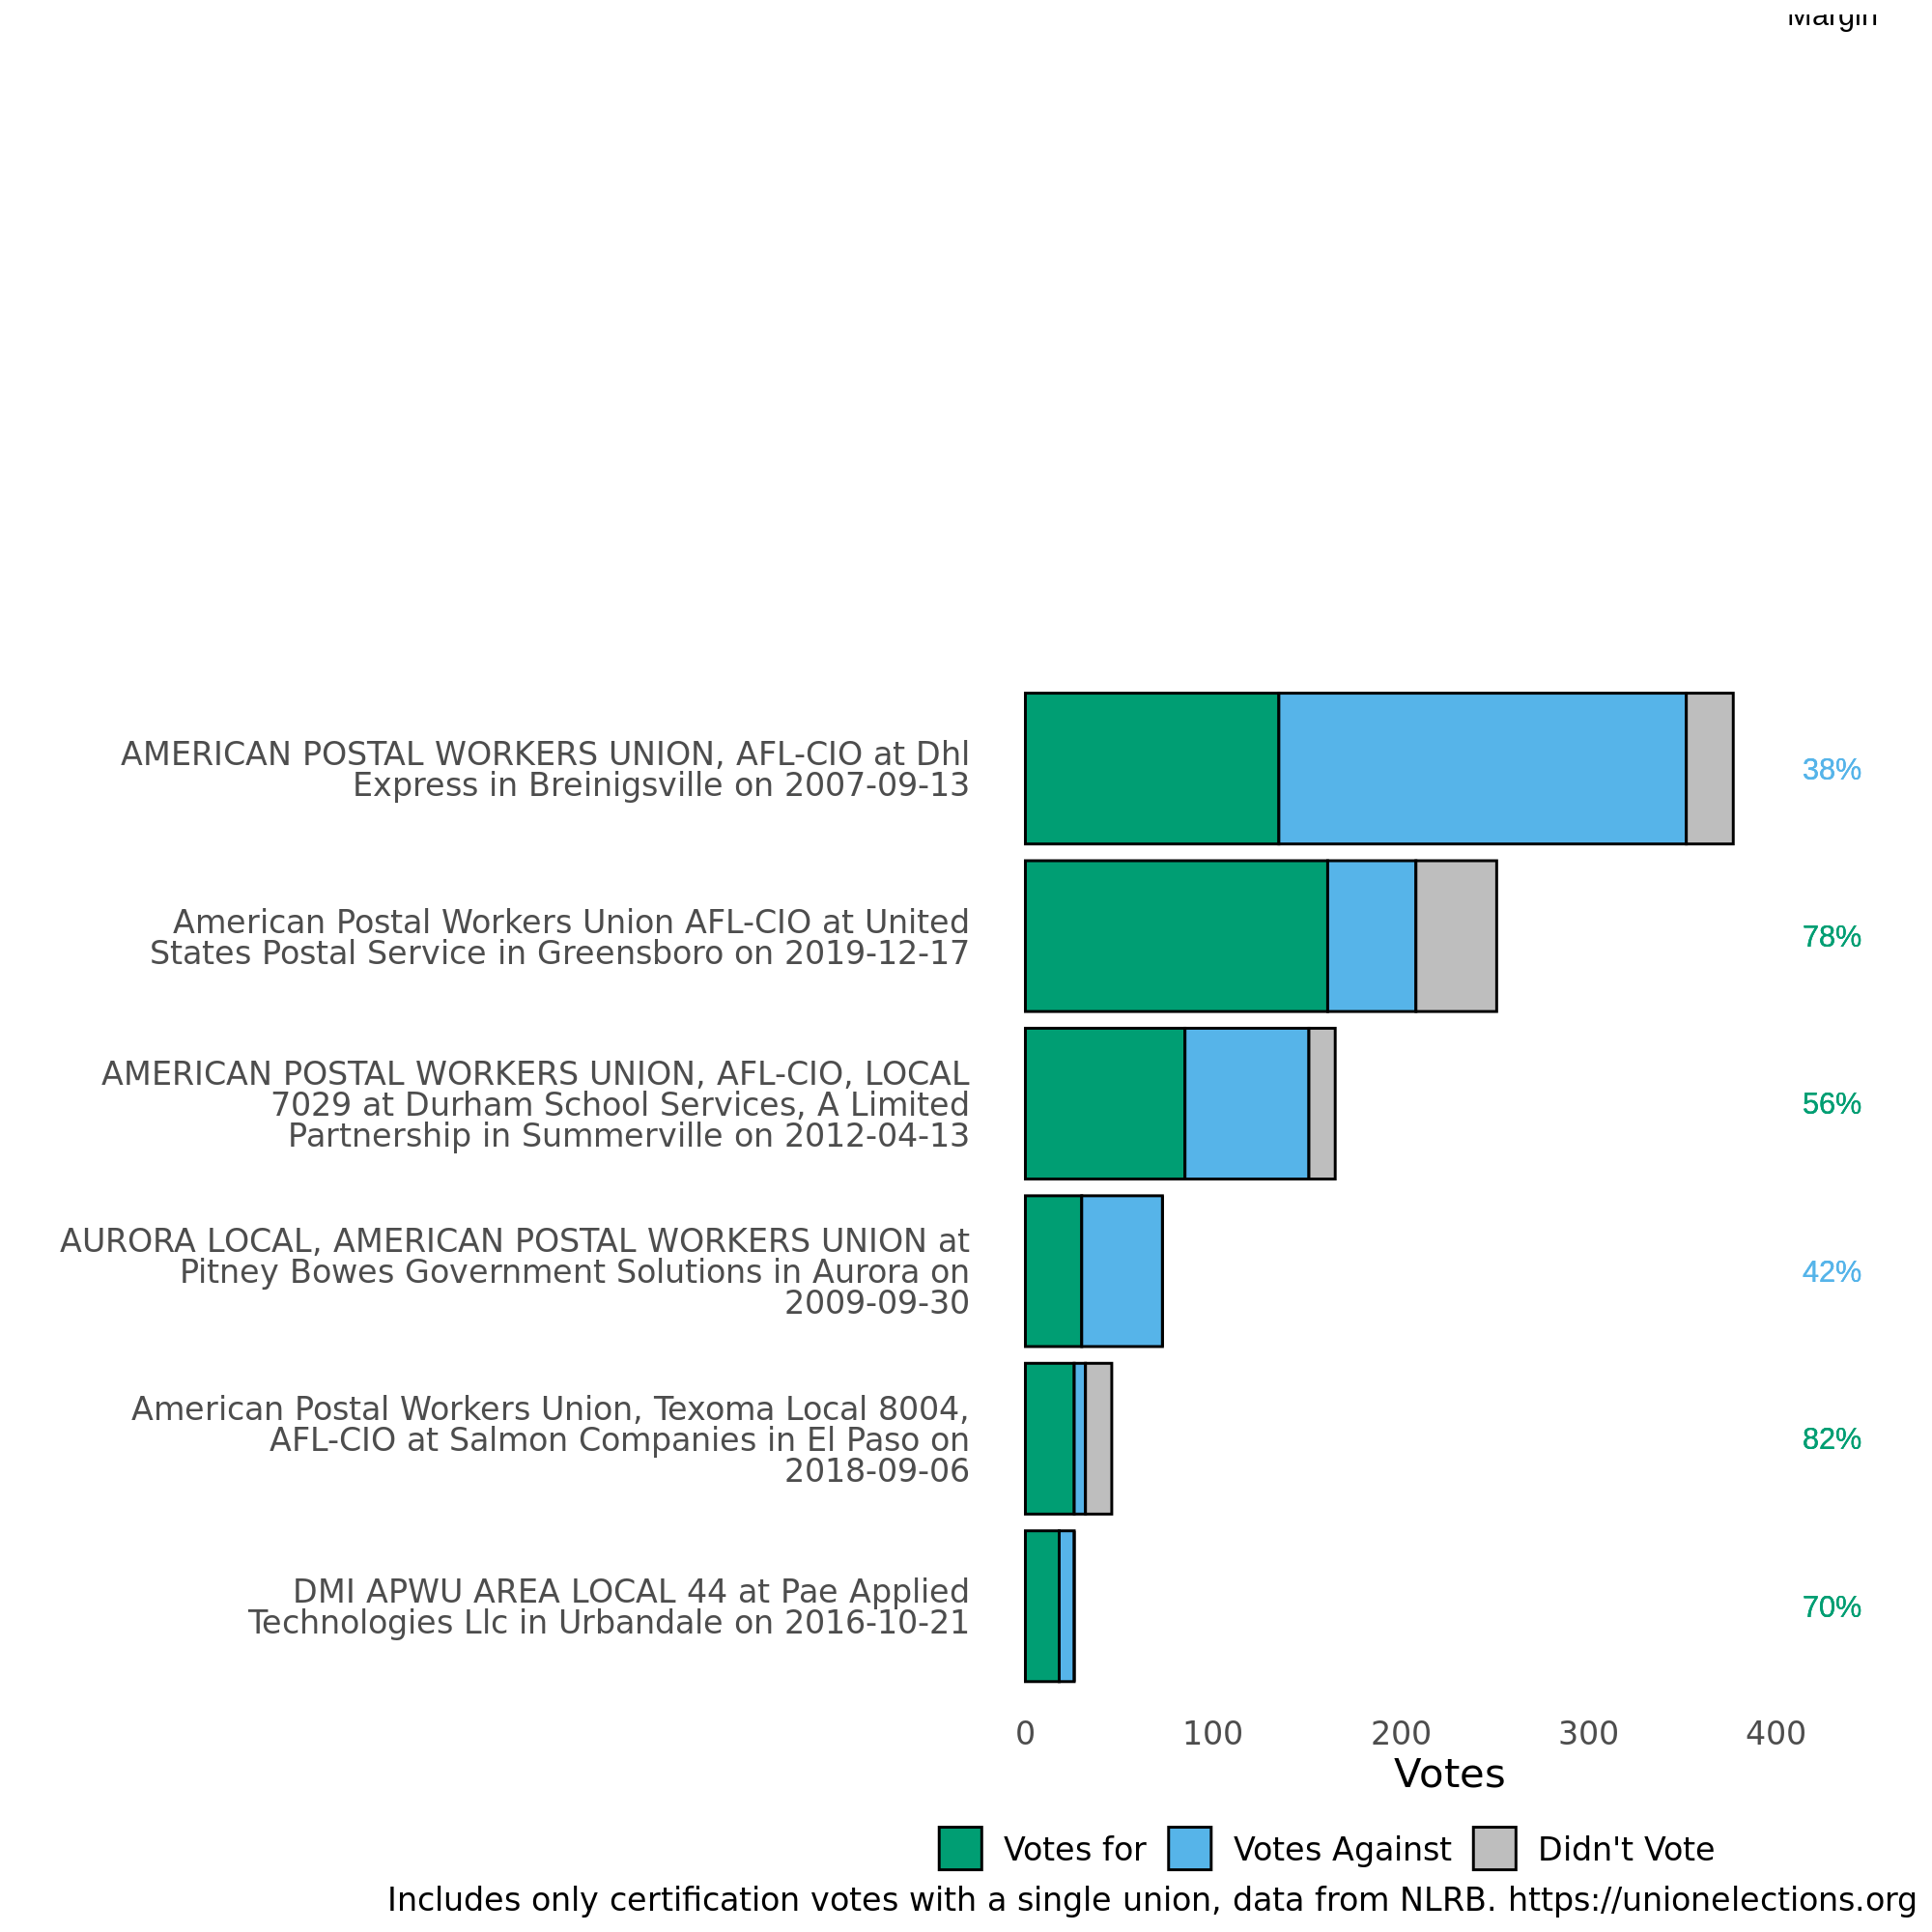 Margin
AMERICAN POSTAL WORKERS UNION, AFL-CIO at Dhl
Express in Breinigsville on 2007-09-13
38%
American Postal Workers Union AFL-CIO at United
States Postal Service in Greensboro on 2019-12-17
78%
AMERICAN POSTAL WORKERS UNION, AFL-CIO, LOCAL
7029 at Durham School Services, A Limited
Partnership in Summerville on 2012-04-13
56%
AURORA LOCAL, AMERICAN POSTAL WORKERS UNION at
Pitney Bowes Government Solutions in Aurora on
2009-09-30
42%
American Postal Workers Union, Texoma Local 8004,
AFL-CIO at Salmon Companies in El Paso on
2018-09-06
82%
DMI APWU AREA LOCAL 44 at Pae Applied
Technologies Llc in Urbandale on 2016-10-21
70%
0 100 200 300 400
Votes
Votes for Votes Against Didn't Vote
Includes only certification votes with a single union, data from NLRB. https://unionelections.org